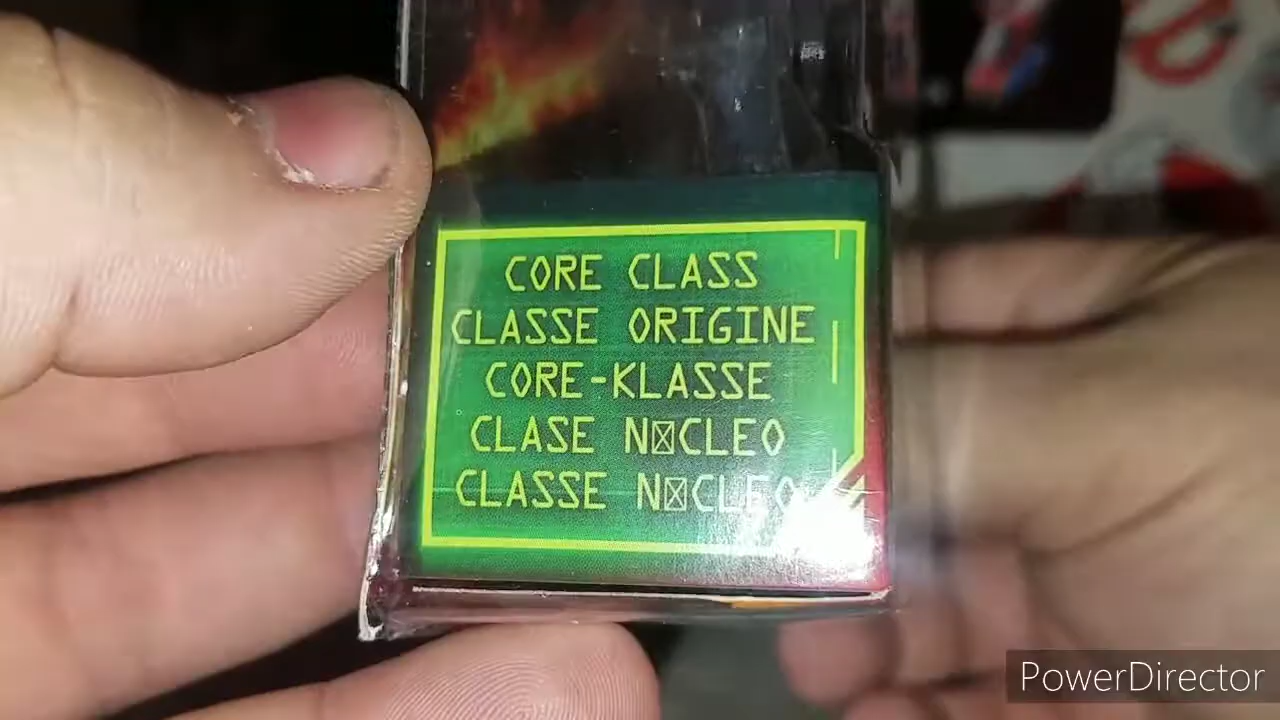 CORE CLASS
CLASSE ORIGINE
CORE-KLASSE
CLASE N☒CLEO
CLASSE N☒CLEO
PowerDirector